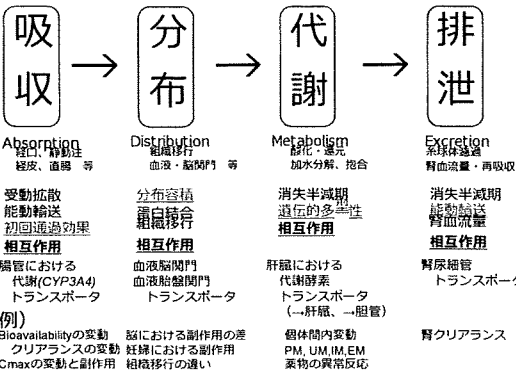 吸収
分布
代謝
排泄
Absorption
経口、静動注
経皮、直腸 等
Distribution
組織移行
血液・脳関門 等
Metabolism
酸化・還元
加水分解、抱合
Excretion
糸球体濾過
腎血流量・再吸収
受動拡散
能動輸送
初回通過効果
相互作用
分布容積
蛋白結合
組織移行
相互作用
消失半減期
遺伝的多型性
相互作用
消失半減期
能動輸送
腎血流量
相互作用
腸管における
代謝(CYP3A4)
トランスポータ
血液脳関門
血液胎盤関門
トランスポータ
肝臓における
代謝酵素
トランスポータ
(→肝臓、→胆管)
腎尿細管
トランスポータ
例)
Bioavailabilityの変動
クリアランスの変動
Cmaxの変動と副作用
脳における副作用の差
妊婦における副作用
組織移行の違い
個体間内変動
PM, UM,IM,EM
薬物の異常反応
腎クリアランス